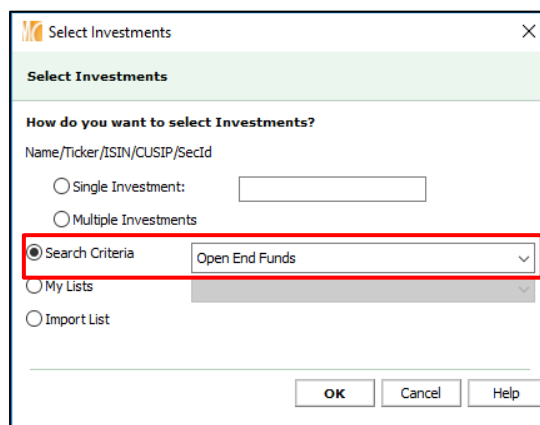 Select Investments
Select Investments
How do you want to select Investments?
Name/Ticker/ISIN/CUSIP/SecId
Single Investment:
Multiple Investments
Search Criteria Open End Funds
My Lists
Import List
OK Cancel Help